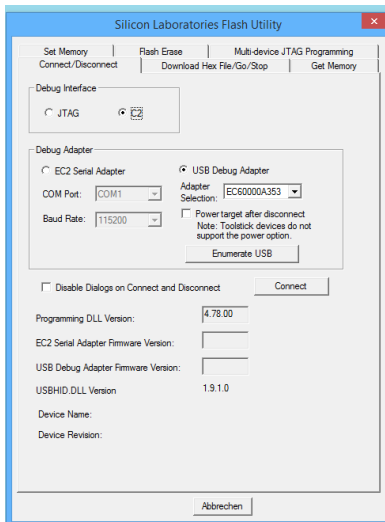 Silicon Laboratories Flash Utility
Set Memory Flash Erase Multi-device JTAG Programming
Connect/Disconnect Download Hex File/Go/Stop Get Memory
Debug Interface
JTAG C2
Debug Adapter
EC2 Serial Adapter USB Debug Adapter
COM Port: COM1 Adapter Selection: EC60000A353
Baud Rate: 115200 Power target after disconnect
Note: Toolstick devices do not
support the power option.
Enumerate USB
Disable Dialogs on Connect and Disconnect Connect
Programming DLL Version: 4.78.00
EC2 Serial Adapter Firmware Version:
USB Debug Adapter Firmware Version:
USBHID.DLL Version 1.9.1.0
Device Name:
Device Revision:
Abbrechen